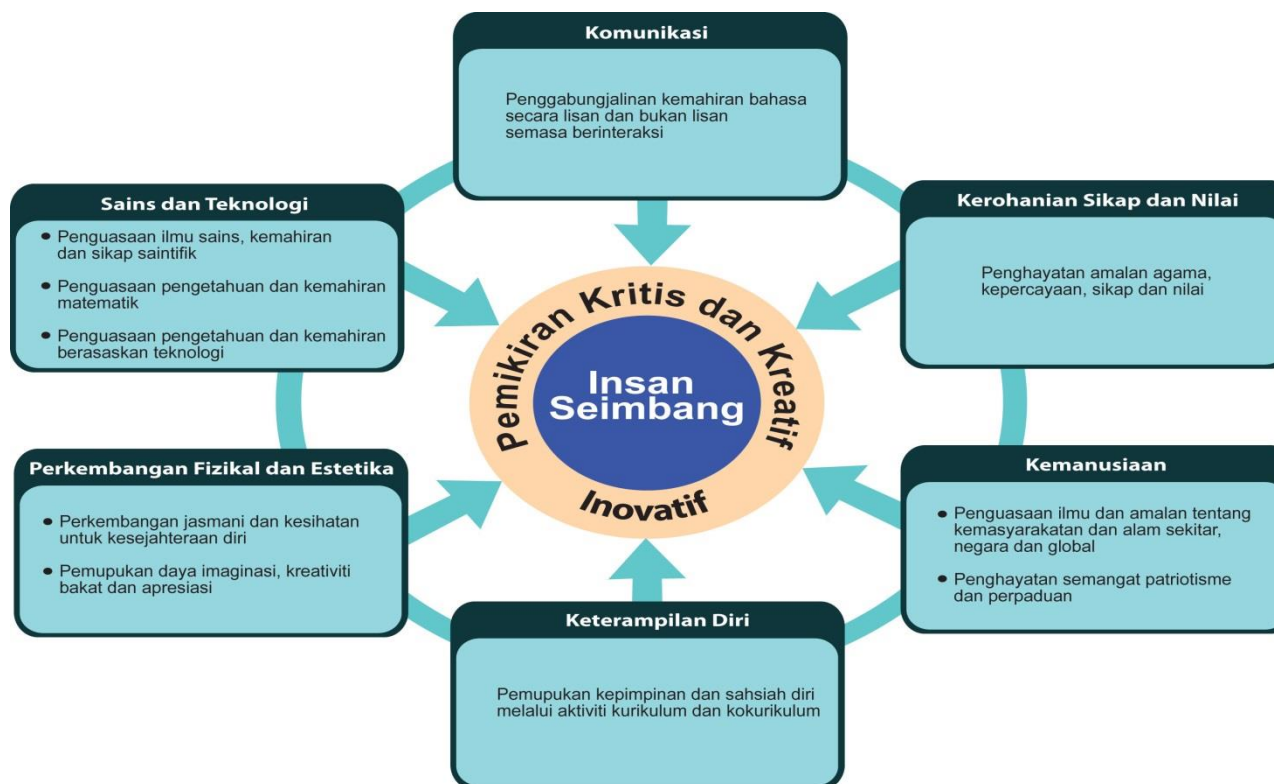 Komunikasi
Penggabungjalinan kemahiran bahasa
secara lisan dan bukan lisan
semasa berinteraksi
Sains dan Teknologi
• Penguasaan ilmu sains, kemahiran
dan sikap saintifik
• Penguasaan pengetahuan dan kemahiran
matematik
• Penguasaan pengetahuan dan kemahiran
berasaskan teknologi
Kerohanian Sikap dan Nilai
Penghayatan amalan agama,
kepercayaan, sikap dan nilai
Pemikiran Kritis dan Kreatif
Insan
Seimbang
Inovatif
Perkembangan Fizikal dan Estetika
• Perkembangan jasmani dan kesihatan
untuk kesejahteraan diri
• Pemupukan daya imaginasi, kreativiti
bakat dan apresiasi
Kemanusiaan
• Penguasaan ilmu dan amalan tentang
kemasyarakatan dan alam sekitar,
negara dan global
• Penghayatan semangat patriotisme
dan perpaduan
Keterampilan Diri
Pemupukan kepimpinan dan sahsiah diri
melalui aktiviti kurikulum dan kokurikulum